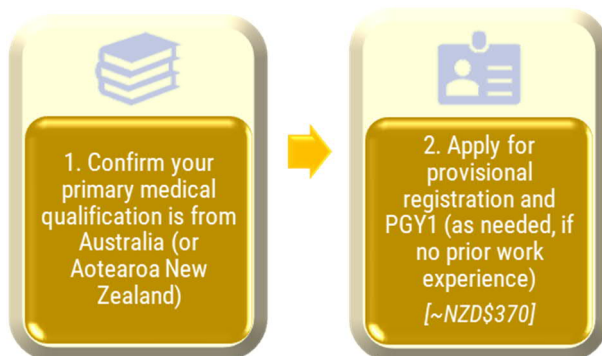 1. Confirm your
primary medical
qualification is from
Australia (or
Aotearoa New
Zealand)
2. Apply for
provisional
registration and
PGY1 (as needed, if
no prior work
experience)
[~NZD$370]